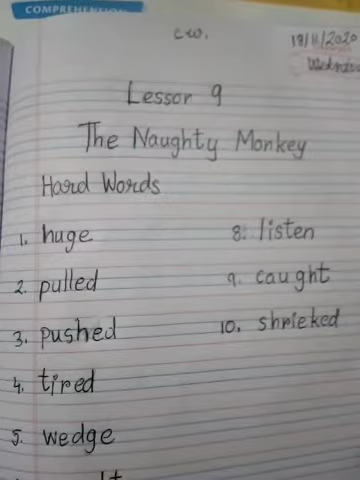 COMPREHENSION
C.W.
18/11/2020
Lesson 9
The Naughty Monkey
Hard Words
1. huge
2. pulled
3. pushed
4. tired
5. wedge
8. listen
9. caught
10. shrieked